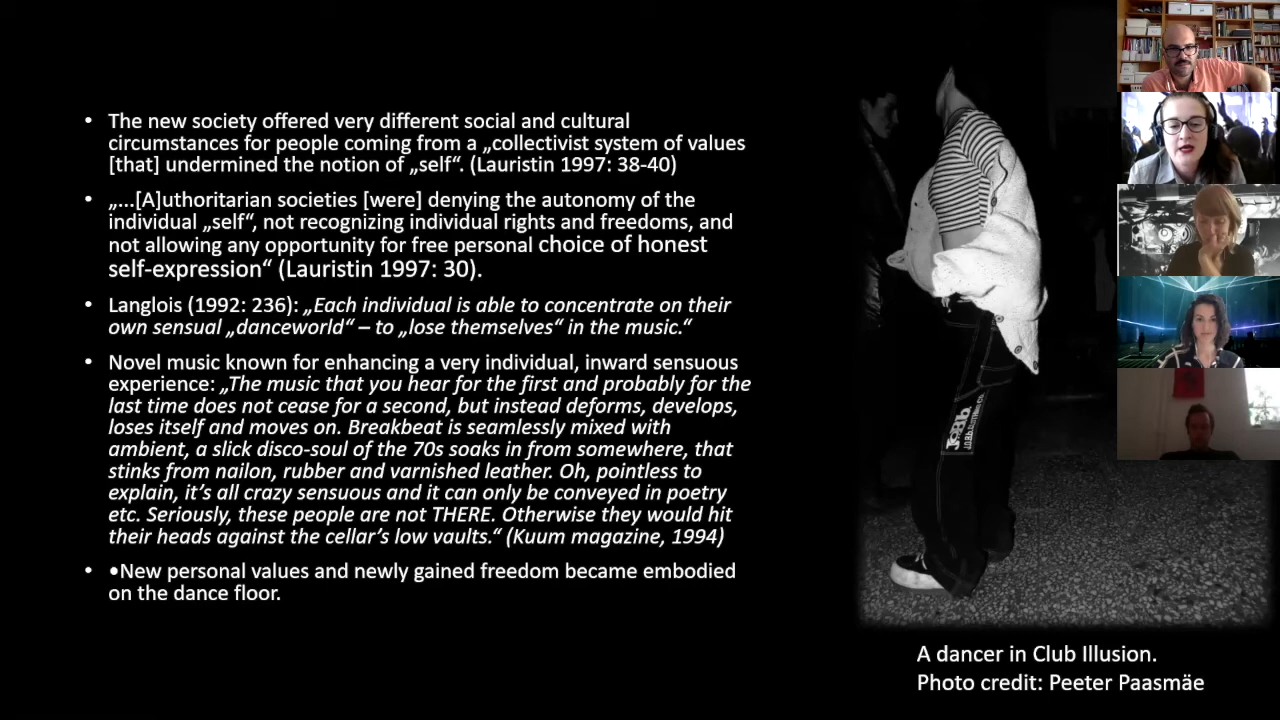 • The new society offered very different social and cultural
circumstances for people coming from a „collectivist system of values
[that] undermined the notion of „self“. (Lauristin 1997: 38-40)
• „...[A]uthoritarian societies [were] denying the autonomy of the
individual „self“, not recognizing individual rights and freedoms, and
not allowing any opportunity for free personal choice of honest
self-expression“ (Lauristin 1997: 30).
• Langlois (1992: 236): „Each individual is able to concentrate on their
own sensual „danceworld“ – to „lose themselves“ in the music.“
• Novel music known for enhancing a very individual, inward sensuous
experience: „The music that you hear for the first and probably for the
last time does not cease for a second, but instead deforms, develops,
loses itself and moves on. Breakbeat is seamlessly mixed with
ambient, a slick disco-soul of the 70s soaks in from somewhere, that
stinks from nailon, rubber and varnished leather. Oh, pointless to
explain, it’s all crazy sensuous and it can only be conveyed in poetry
etc. Seriously, these people are not THERE. Otherwise they would hit
their heads against the cellar’s low vaults.“ (Kuum magazine, 1994)
• •New personal values and newly gained freedom became embodied
on the dance floor.
A dancer in Club Illusion.
Photo credit: Peeter Paasmäe